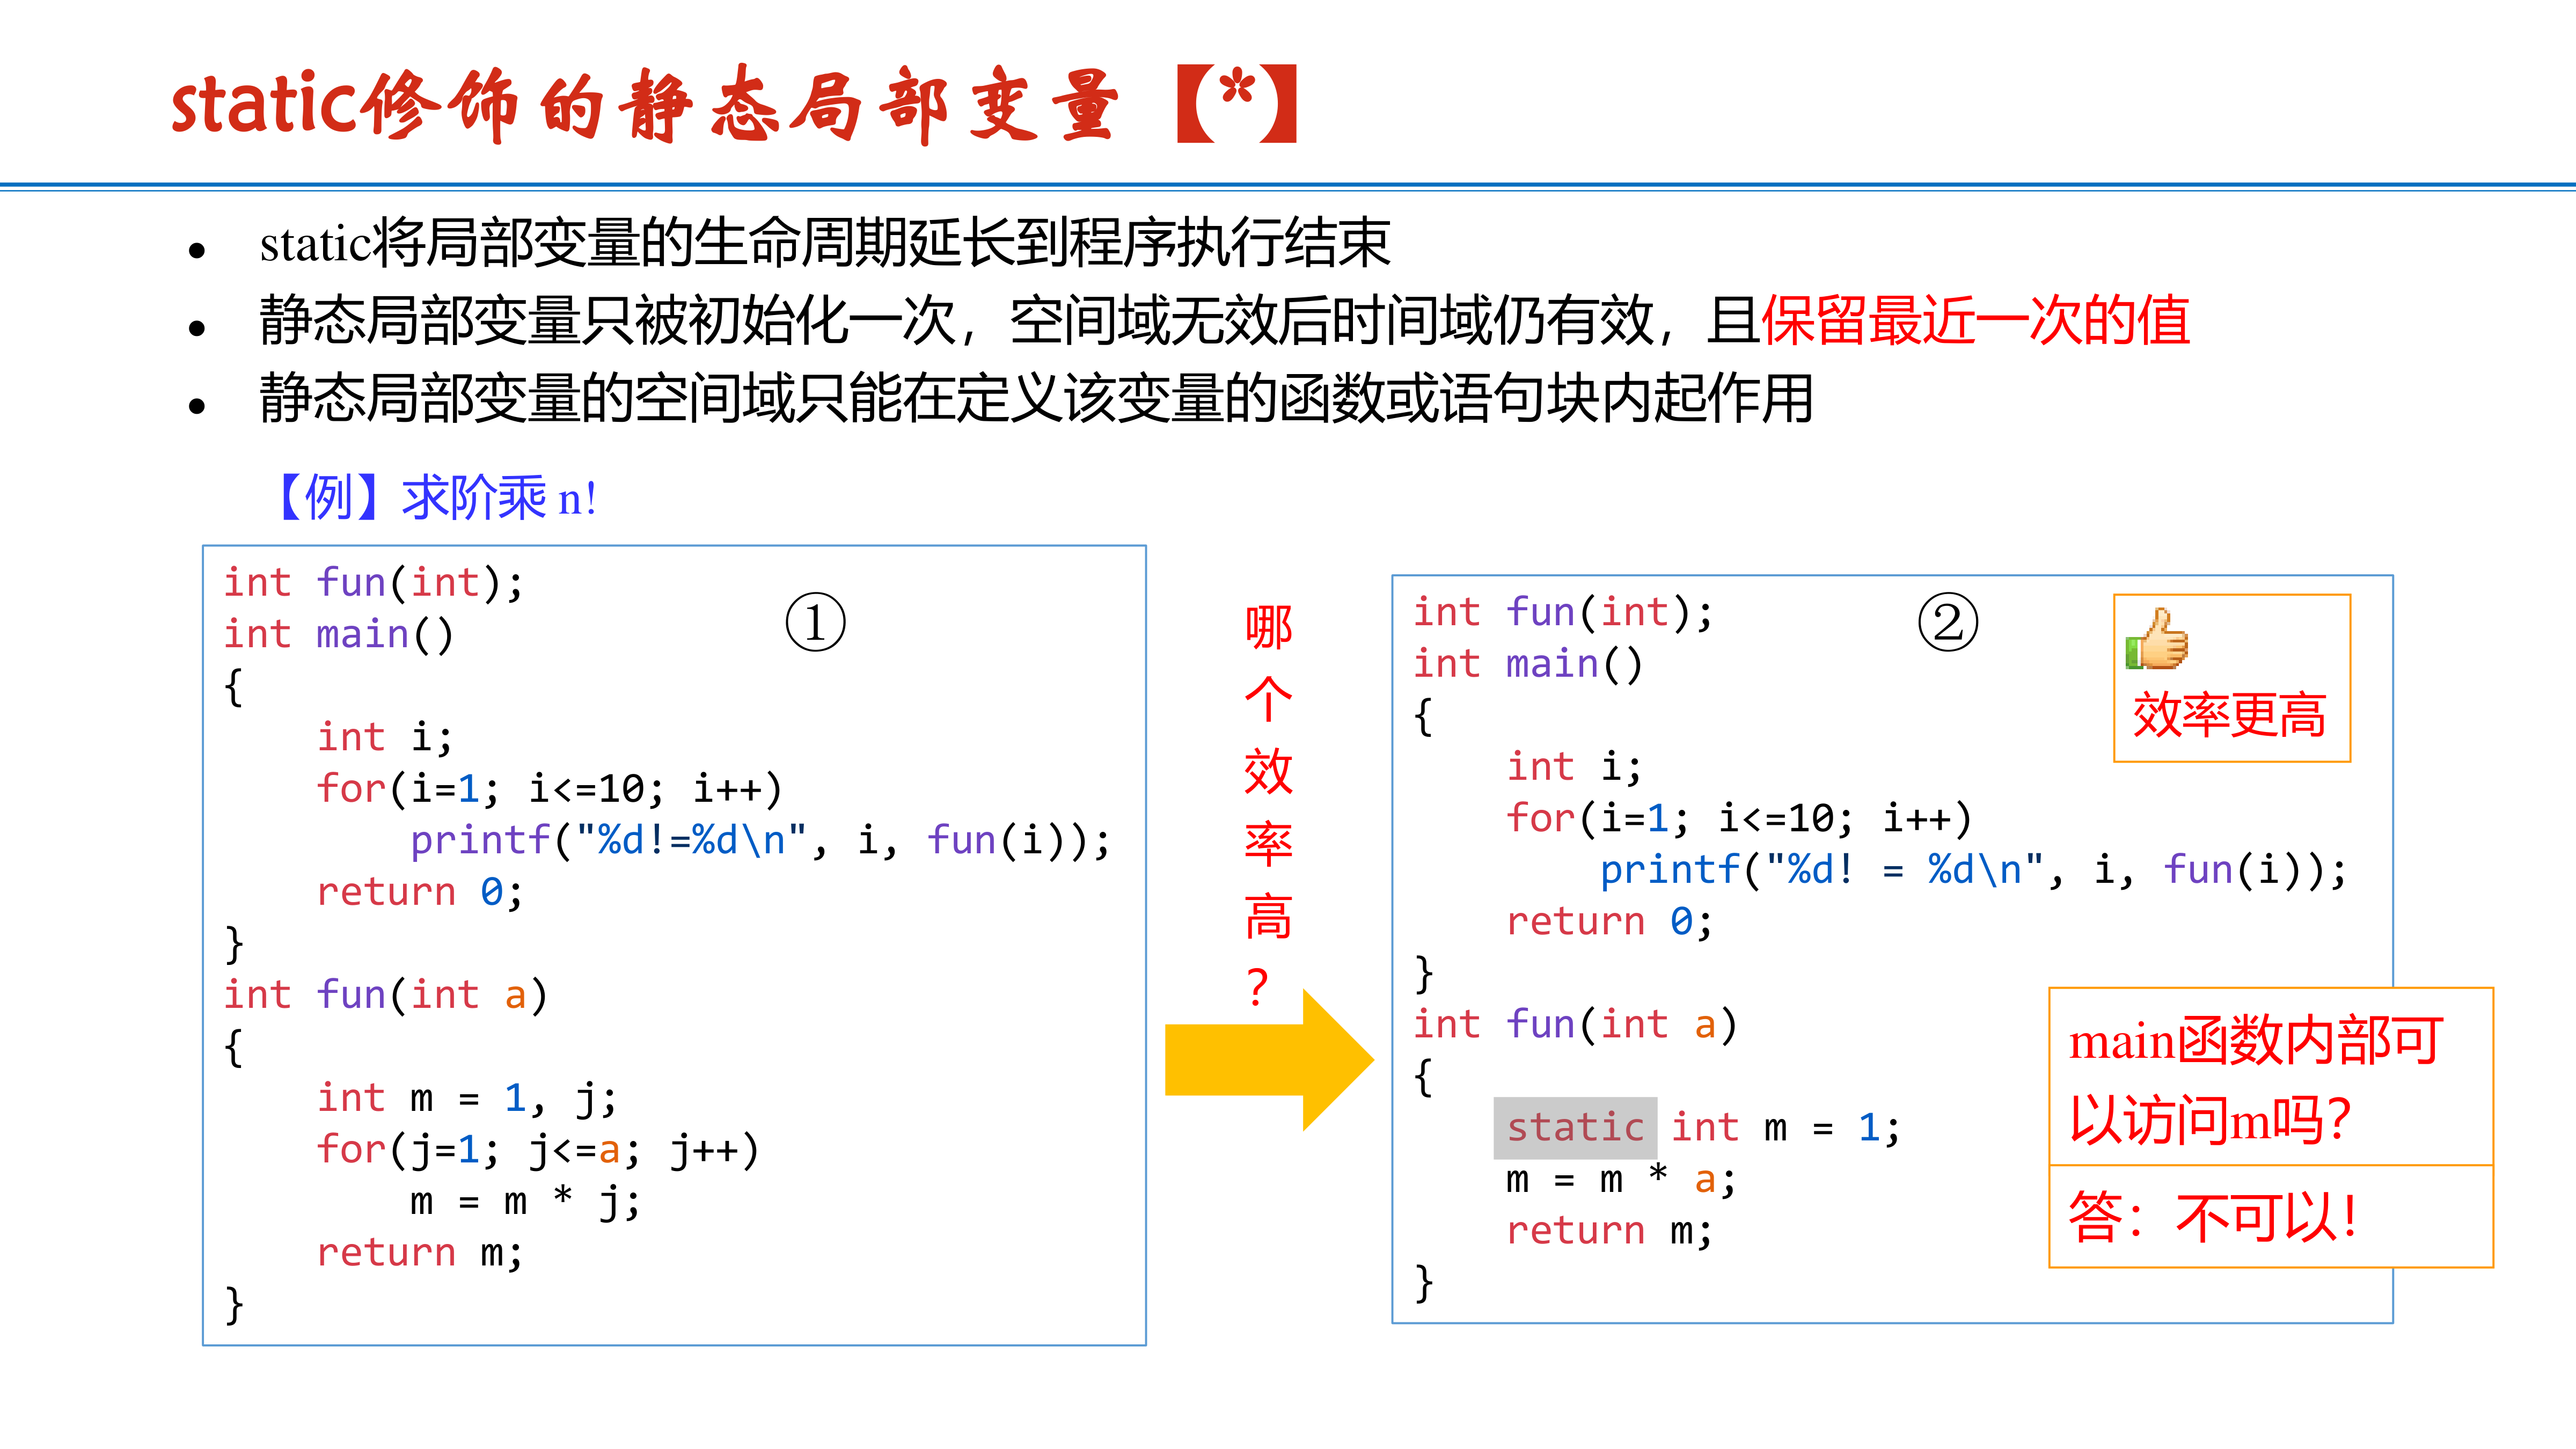 static修饰的静态局部变量【*】
● static将局部变量的生命周期延长到程序执行结束
● 静态局部变量只被初始化一次，空间域无效后时间域仍有效，且保留最近一次的值
● 静态局部变量的空间域只能在定义该变量的函数或语句块内起作用
【例】求阶乘 n!
①
int fun(int);
int main()
{
    int i;
    for(i=1; i<=10; i++)
        printf("%d!=%d\n", i, fun(i));
    return 0;
}
int fun(int a)
{
    int m = 1, j;
    for(j=1; j<=a; j++)
        m = m * j;
    return m;
}
哪
个
效
率
高
？
②
int fun(int);
int main()
{
    int i;
    for(i=1; i<=10; i++)
        printf("%d! = %d\n", i, fun(i));
    return 0;
}
int fun(int a)
{
    static int m = 1;
    m = m * a;
    return m;
}
效率更高
main函数内部可
以访问m吗？
答：不可以！